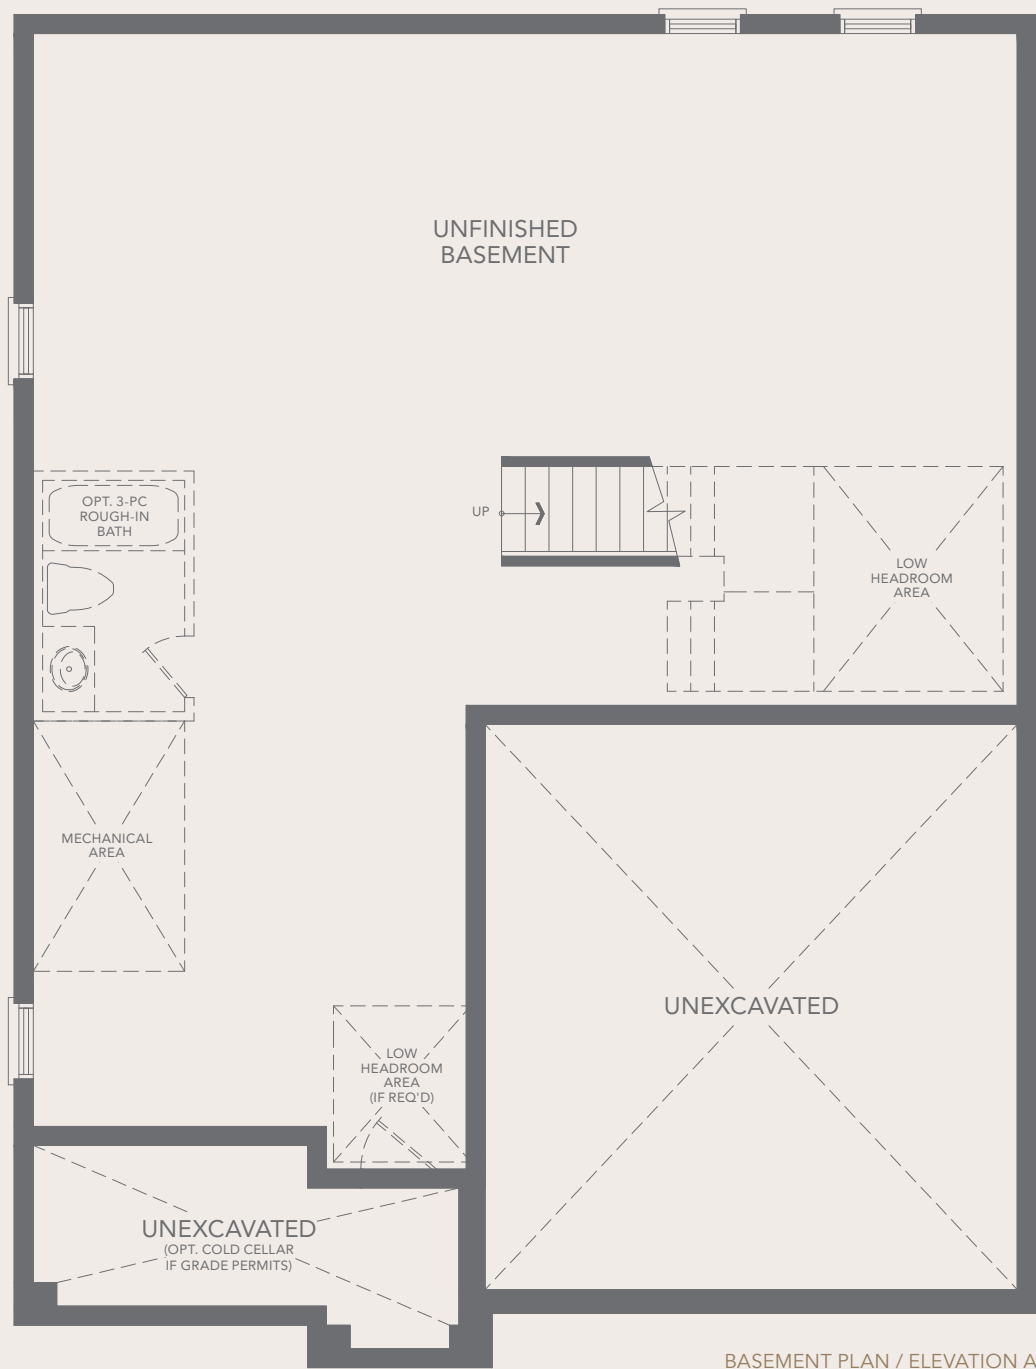 UNFINISHED
BASEMENT
OPT. 3-PC
ROUGH-IN
BATH
UP
LOW
HEADROOM
AREA
MECHANICAL
AREA
UNEXCAVATED
LOW
HEADROOM
AREA
(IF REQ'D)
UNEXCAVATED
(OPT. COLD CELLAR
IF GRADE PERMITS)
BASEMENT PLAN / ELEVATION A